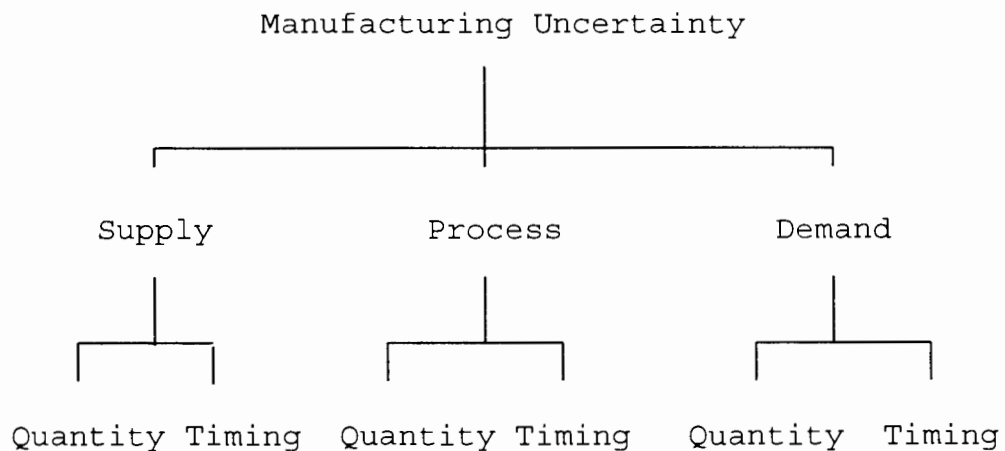 Manufacturing Uncertainty
Supply Process Demand
Quantity Timing Quantity Timing Quantity Timing